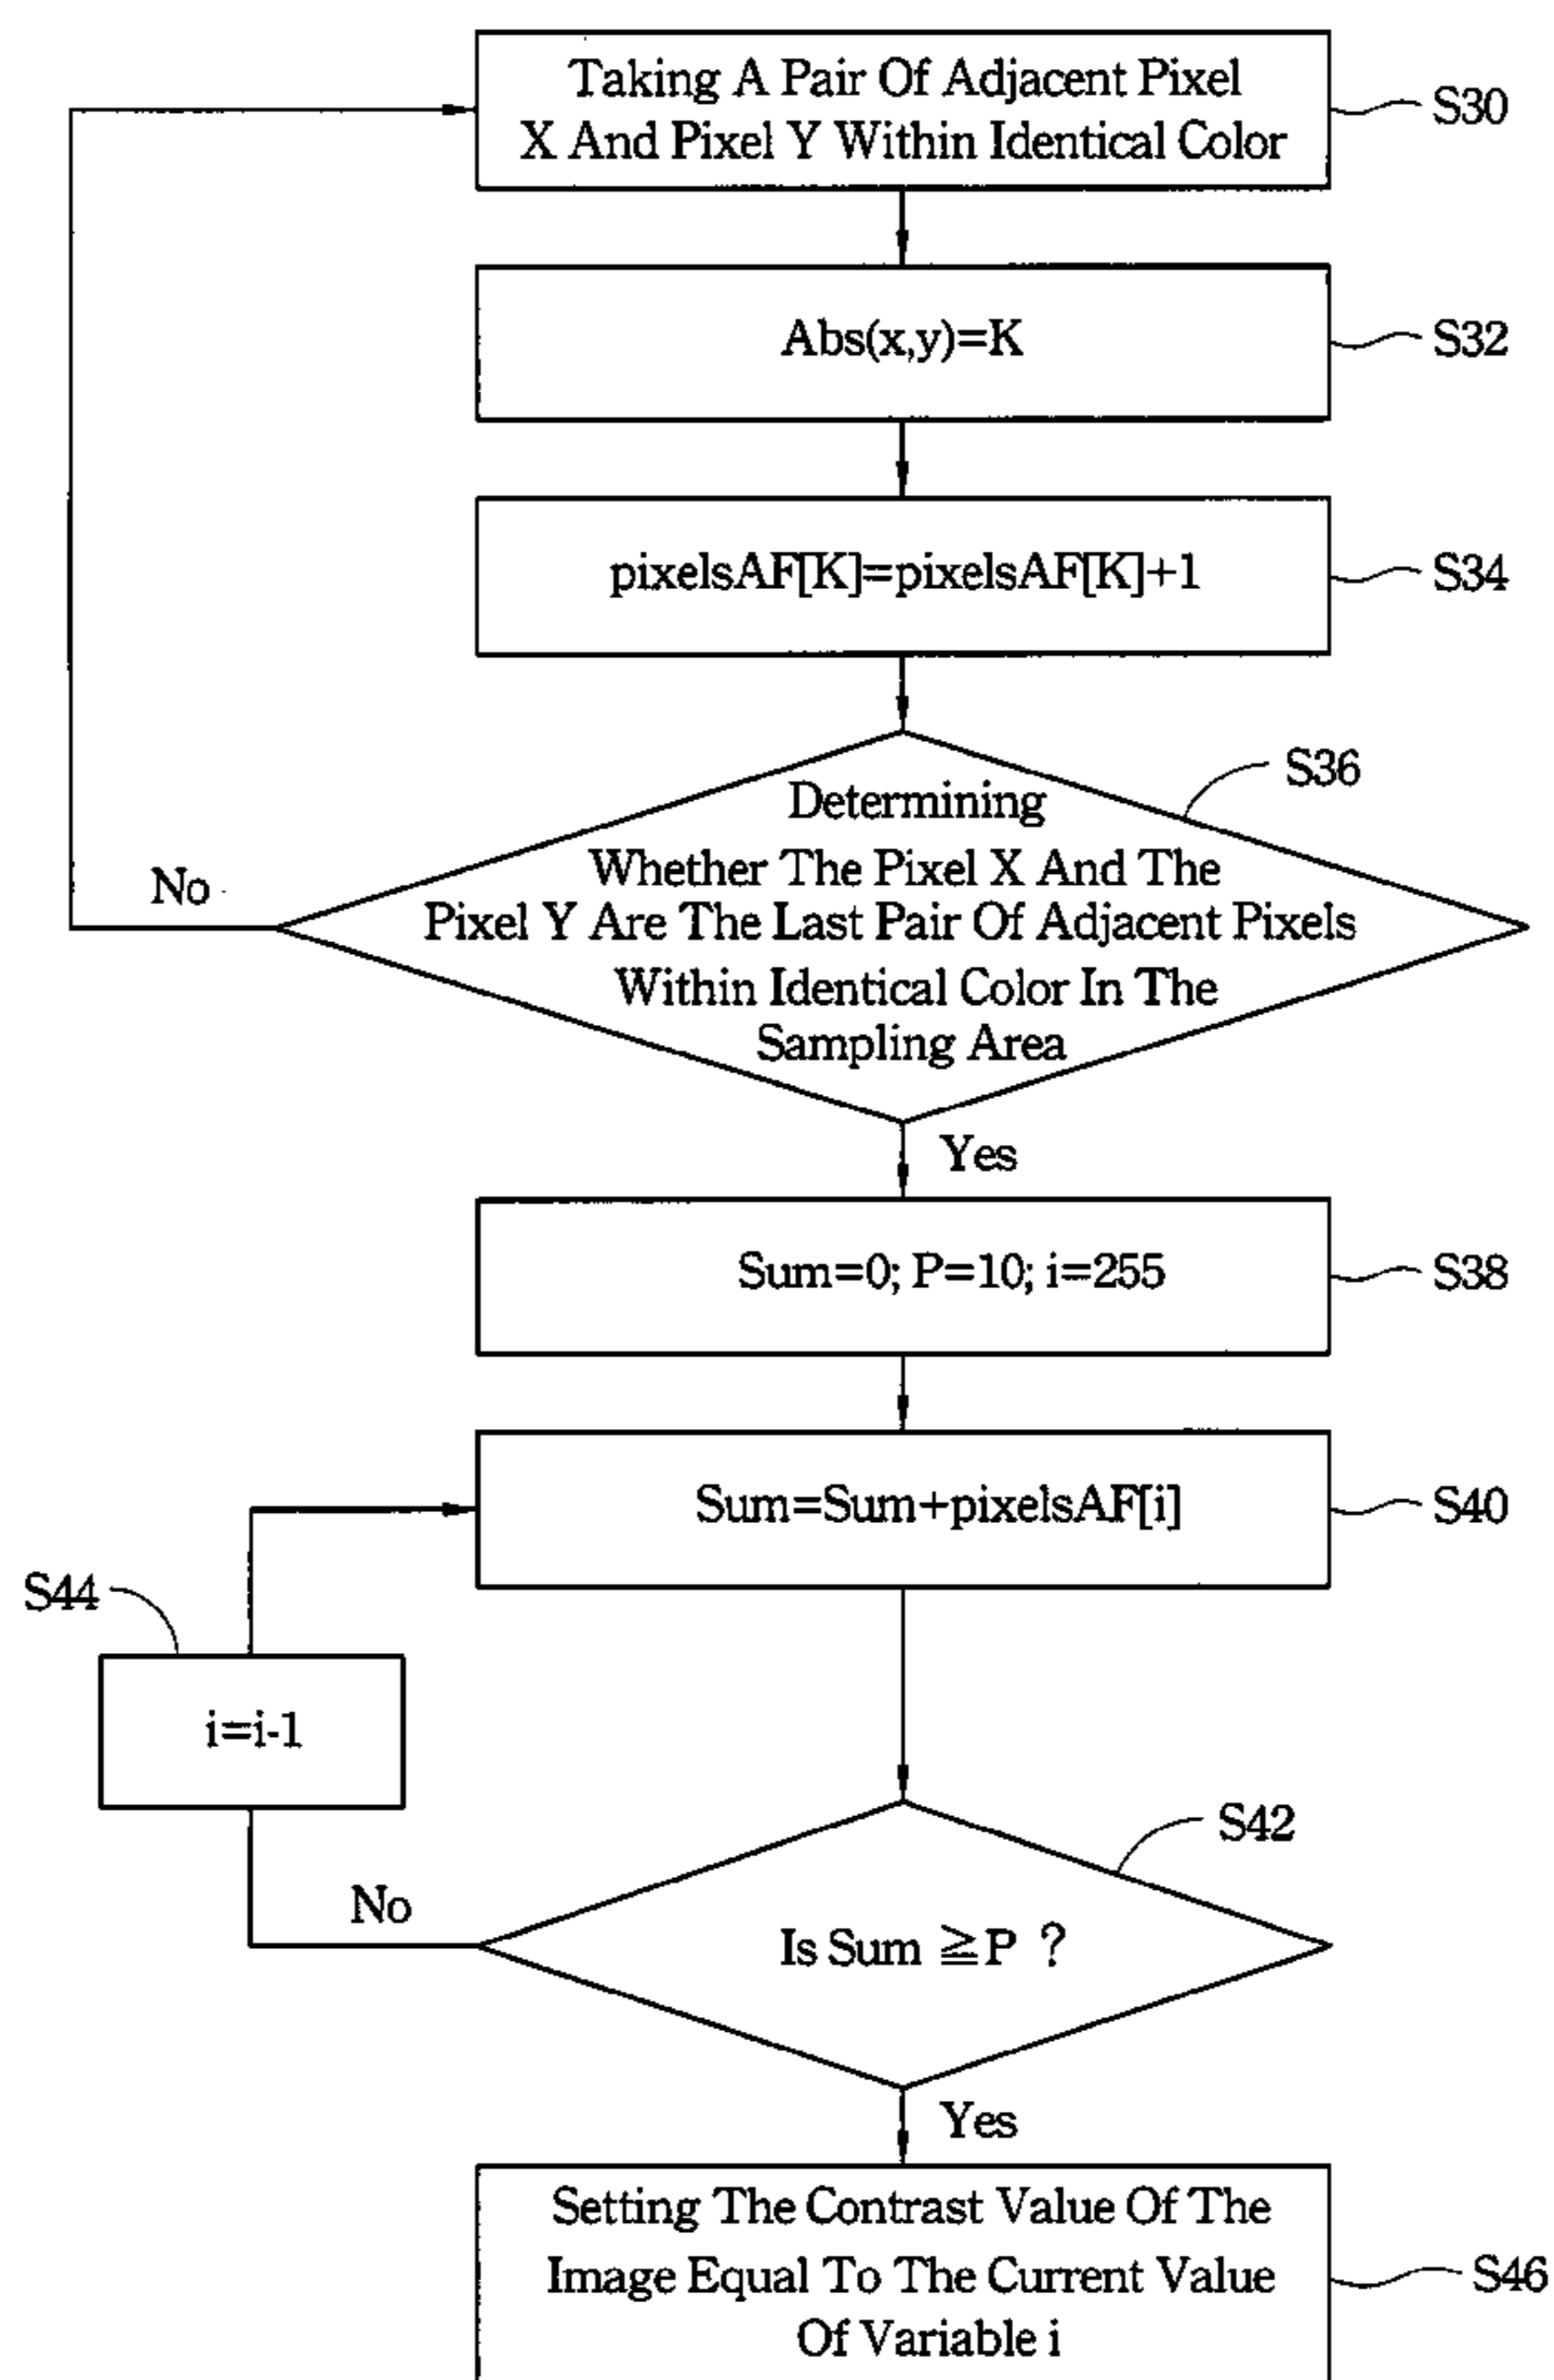 Taking A Pair Of Adjacent Pixel
X And Pixel Y Within Identical Color
S30
Abs(x,y)=K
S32
pixelsAF[K]=pixelsAF[K]+1
S34
S36
Determining
Whether The Pixel X And The
Pixel Y Are The Last Pair Of Adjacent Pixels
Within Identical Color In The
Sampling Area
No
Yes
Sum=0; P=10; i=255
S38
Sum=Sum+pixelsAF[i]
S40
S44
i=i-1
S42
No
Is Sum ≧P ?
Yes
Setting The Contrast Value Of The
Image Equal To The Current Value
Of Variable i
S46